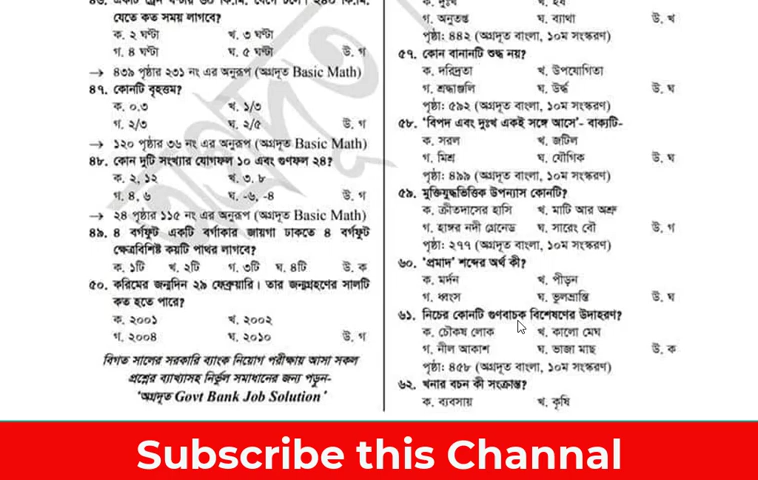 ৪৬. একটি ট্রেন ঘণ্টায় ৬০ কি.মি. বেগে চলে। ২৪০ কি.মি.
যেতে কত সময় লাগবে?
ক. ২ ঘণ্টা খ. ৩ ঘণ্টা
গ. ৪ ঘণ্টা ঘ. ৫ ঘণ্টা উ. গ
→ ৪৩৯ পৃষ্ঠার ২৩১ নং এর অনুরূপ (অগ্রদূত Basic Math)
৪৭. কোনটি বৃহত্তম?
ক. ০.৩ খ. ১/৩
গ. ২/৩ ঘ. ২/৫ উ. গ
→ ১২০ পৃষ্ঠার ৩৬ নং এর অনুরূপ (অগ্রদূত Basic Math)
৪৮. কোন দুটি সংখ্যার যোগফল ১০ এবং গুণফল ২৪?
ক. ২, ১২ খ. ৩, ৮
গ. ৪, ৬ ঘ. -৬, -৪ উ. গ
→ ২৪ পৃষ্ঠার ১১৫ নং এর অনুরূপ (অগ্রদূত Basic Math)
৪৯. ৪ বর্গফুট একটি বর্গাকার জায়গা ঢাকতে ৪ বর্গফুট
ক্ষেত্রবিশিষ্ট কয়টি পাথর লাগবে?
ক. ১টি খ. ২টি গ. ৩টি ঘ. ৪টি উ. ক
৫০. করিমের জন্মদিন ২৯ ফেব্রুয়ারি। তার জন্মগ্রহণের সালটি
কত হতে পারে?
ক. ২০০১ খ. ২০০২
গ. ২০০৪ ঘ. ২০১০ উ. গ
বিগত সালের সরকারি ব্যাংক নিয়োগ পরীক্ষায় আসা সকল
প্রশ্নের ব্যাখ্যাসহ নির্ভুল সমাধানের জন্য পড়ুন-
‘অগ্রদূত Govt Bank Job Solution’
ক. দুঃখ খ. হর্ষ
গ. অনুতপ্ত ঘ. ব্যাথা উ. খ
পৃষ্ঠা: ৪৪২ (অগ্রদূত বাংলা, ১০ম সংস্করণ)
৫৭. কোন বানানটি শুদ্ধ নয়?
ক. দরিদ্রতা খ. উপযোগিতা
গ. শ্রদ্ধাঞ্জলি ঘ. উর্দ্ধ উ. ঘ
পৃষ্ঠা: ৫৯২ (অগ্রদূত বাংলা, ১০ম সংস্করণ)
৫৮. ‘বিপদ এবং দুঃখ একই সঙ্গে আসে’- বাক্যটি-
ক. সরল খ. জটিল
গ. মিশ্র ঘ. যৌগিক উ. ঘ
পৃষ্ঠা: ৪৯৯ (অগ্রদূত বাংলা, ১০ম সংস্করণ)
৫৯. মুক্তিযুদ্ধভিত্তিক উপন্যাস কোনটি?
ক. ক্রীতদাসের হাসি খ. মাটি আর অশ্রু
গ. হাঙ্গর নদী গ্রেনেড ঘ. সারেং বৌ উ. গ
পৃষ্ঠা: ২৭৭ (অগ্রদূত বাংলা, ১০ম সংস্করণ)
৬০. ‘প্রমাদ’ শব্দের অর্থ কী?
ক. মর্দন খ. পীড়ন
গ. ধ্বংস ঘ. ভুলভ্রান্তি উ. ঘ
৬১. নিচের কোনটি গুণবাচক বিশেষণের উদাহরণ?
ক. চৌকষ লোক খ. কালো মেঘ
গ. নীল আকাশ ঘ. ভাজা মাছ উ. ক
পৃষ্ঠা: ৪৫৮ (অগ্রদূত বাংলা, ১০ম সংস্করণ)
৬২. খনার বচন কী সংক্রান্ত?
ক. ব্যবসায় খ. কৃষি
Subscribe this Channal